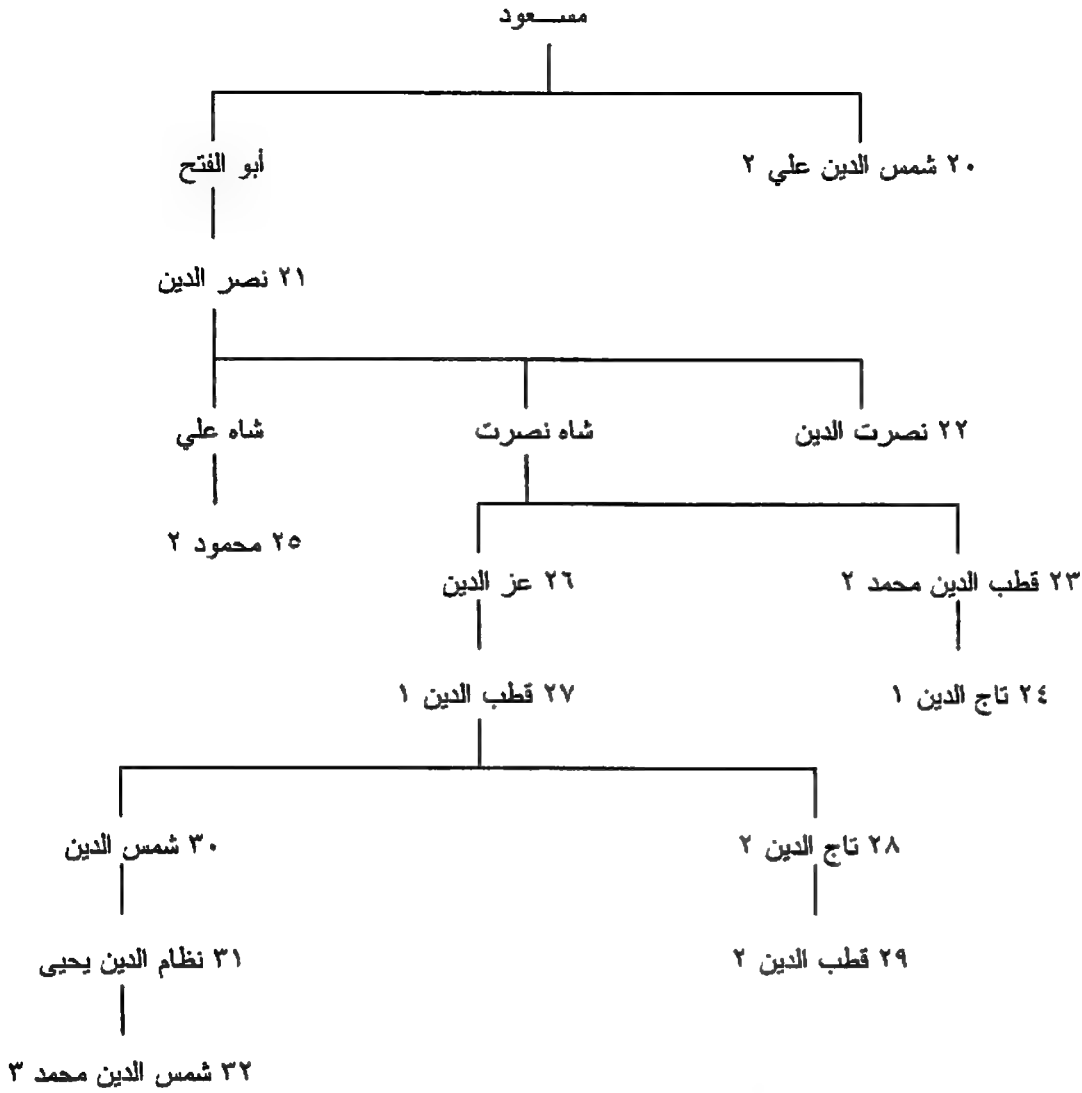 مسعود
٢٠ شمس الدين علي ٢
أبو الفتح
٢١ نصر الدين
٢٢ نصرت الدين
شاه نصرت
شاه علي
٢٥ محمود ٢
٢٣ قطب الدين محمد ٢
٢٦ عز الدين
٢٤ تاج الدين ١
٢٧ قطب الدين ١
٢٨ تاج الدين ٢
٣٠ شمس الدين
٢٩ قطب الدين ٢
٣١ نظام الدين يحيى
٣٢ شمس الدين محمد ٣